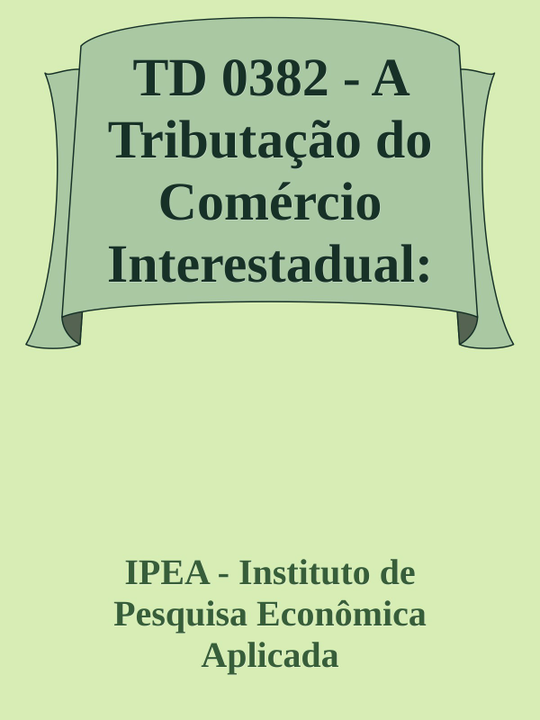 TD 0382 - A
Tributação do
Comércio
Interestadual:
IPEA - Instituto de
Pesquisa Econômica
Aplicada